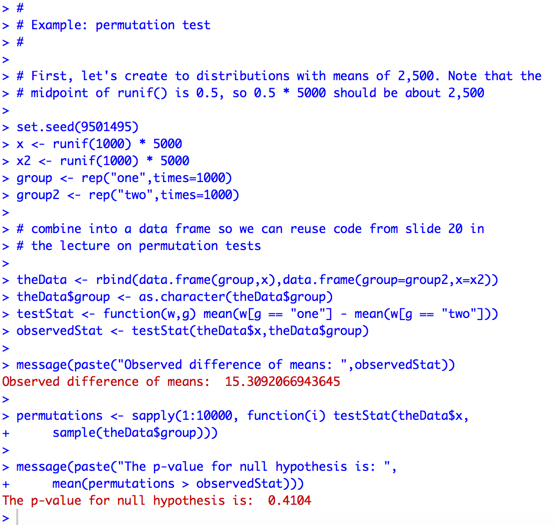 > #
> # Example: permutation test
> #
>
> # First, let's create to distributions with means of 2,500. Note that the
> # midpoint of runif() is 0.5, so 0.5 * 5000 should be about 2,500
>
> set.seed(9501495)
> x <- runif(1000) * 5000
> x2 <- runif(1000) * 5000
> group <- rep("one",times=1000)
> group2 <- rep("two",times=1000)
>
> # combine into a data frame so we can reuse code from slide 20 in
> # the lecture on permutation tests
>
> theData <- rbind(data.frame(group,x),data.frame(group=group2,x=x2))
> theData$group <- as.character(theData$group)
> testStat <- function(w,g) mean(w[g == "one"] - mean(w[g == "two"]))
> observedStat <- testStat(theData$x,theData$group)
>
> message(paste("Observed difference of means: ",observedStat))
Observed difference of means:  15.3092066943645
>
> permutations <- sapply(1:10000, function(i) testStat(theData$x,
+      sample(theData$group)))
>
> message(paste("The p-value for null hypothesis is: ",
+      mean(permutations > observedStat)))
The p-value for null hypothesis is:  0.4104
>